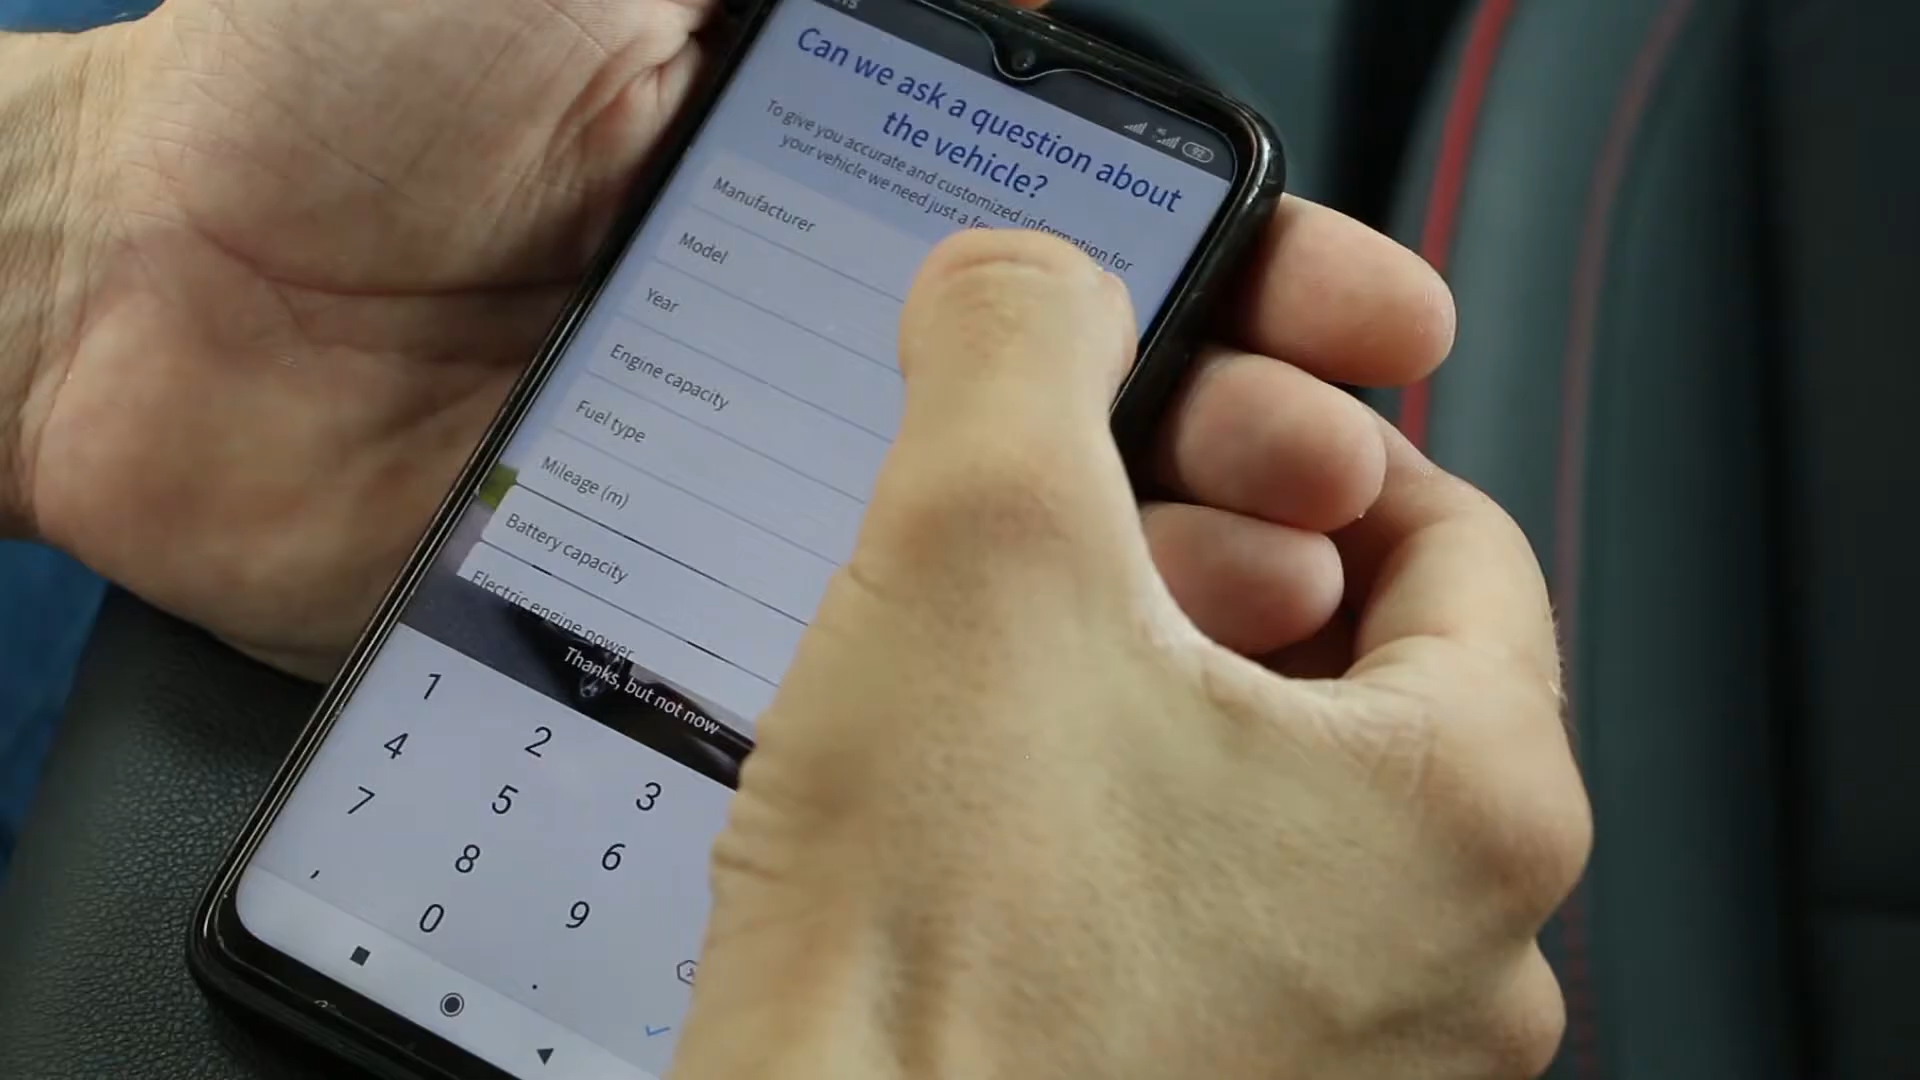 Can we ask a question about
the vehicle?
To give you accurate and customized information for
your vehicle we need just a
Manufacturer
Model
Year
Engine capacity
Fuel type
Mileage (m)
Battery capacity
Electric engine power
Thanks, but not now
1 2 3
4 5 6
7 8 9
, 0 .
92